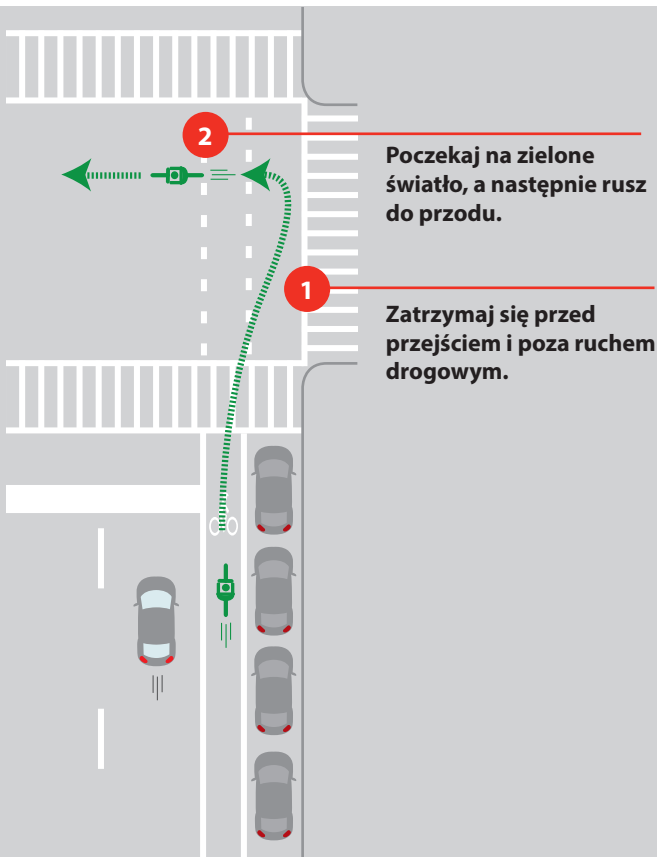 2
Poczekaj na zielone
światło, a następnie rusz
do przodu.
1
Zatrzymaj się przed
przejściem i poza ruchem
drogowym.